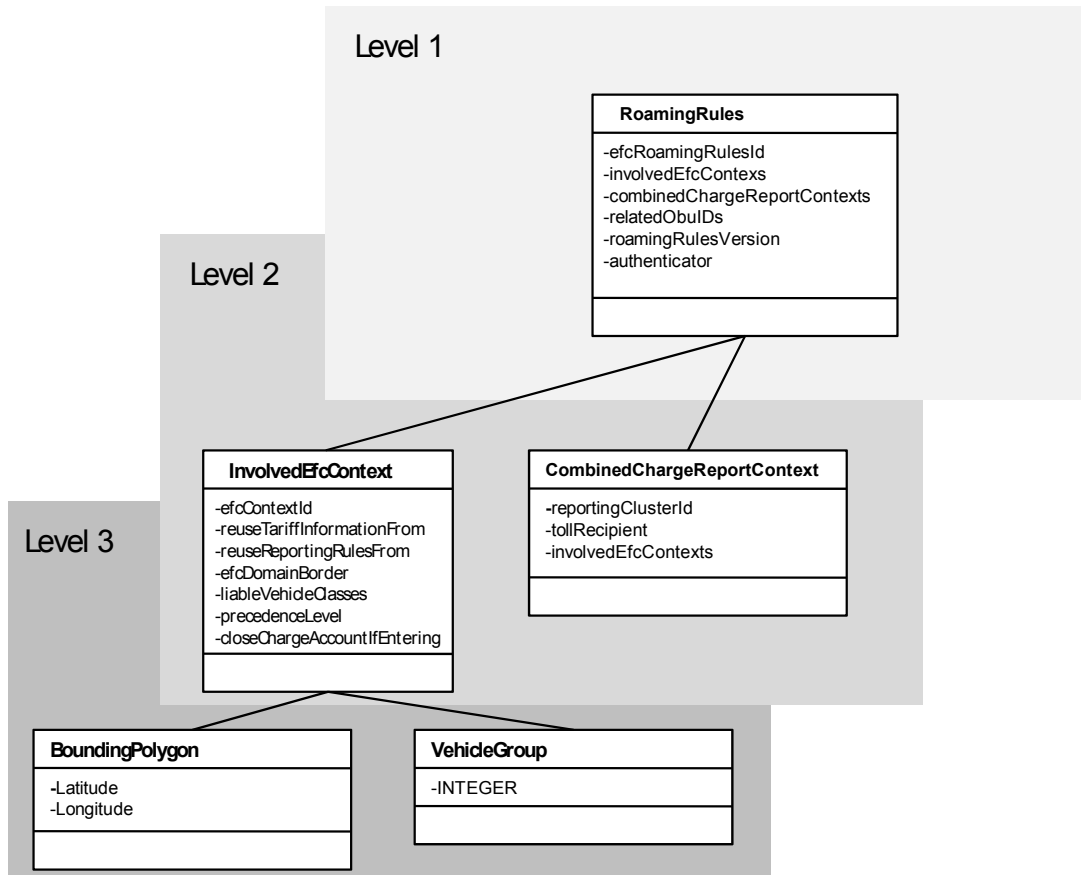 Level 1
RoamingRules
-efcRoamingRulesId
-involvedEfcContexs
-combinedChargeReportContexts
-relatedObuIDs
-roamingRulesVersion
-authenticator
Level 2
InvolvedEfcContext
-efcContextId
-reuseTariffInformationFrom
-reuseReportingRulesFrom
-efcDomainBorder
-liableVehicleClasses
-precedenceLevel
-closeChargeAccountIfEntering
CombinedChargeReportContext
-reportingClusterId
-tollRecipient
-involvedEfcContexts
Level 3
BoundingPolygon
-Latitude
-Longitude
VehicleGroup
-INTEGER